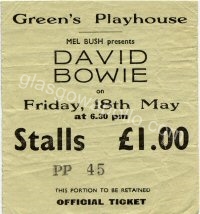 Green's Playhouse
MEL BUSH presents
DAVID
BOWIE
on
Friday, 18th May
at 6.30 pm
Stalls £1.00
PP 45
THIS PORTION TO BE RETAINED
OFFICIAL TICKET